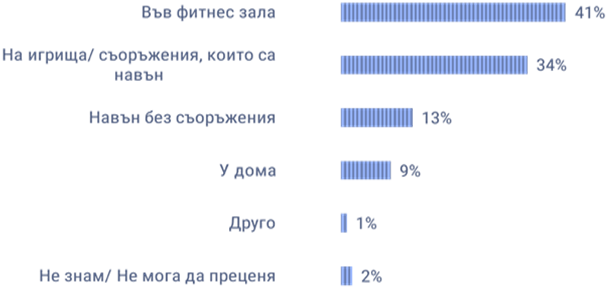 Във фитнес зала 41%
На игрища/ съоръжения, които са
навън 34%
Навън без съоръжения 13%
У дома 9%
Друго 1%
Не знам/ Не мога да преценя 2%